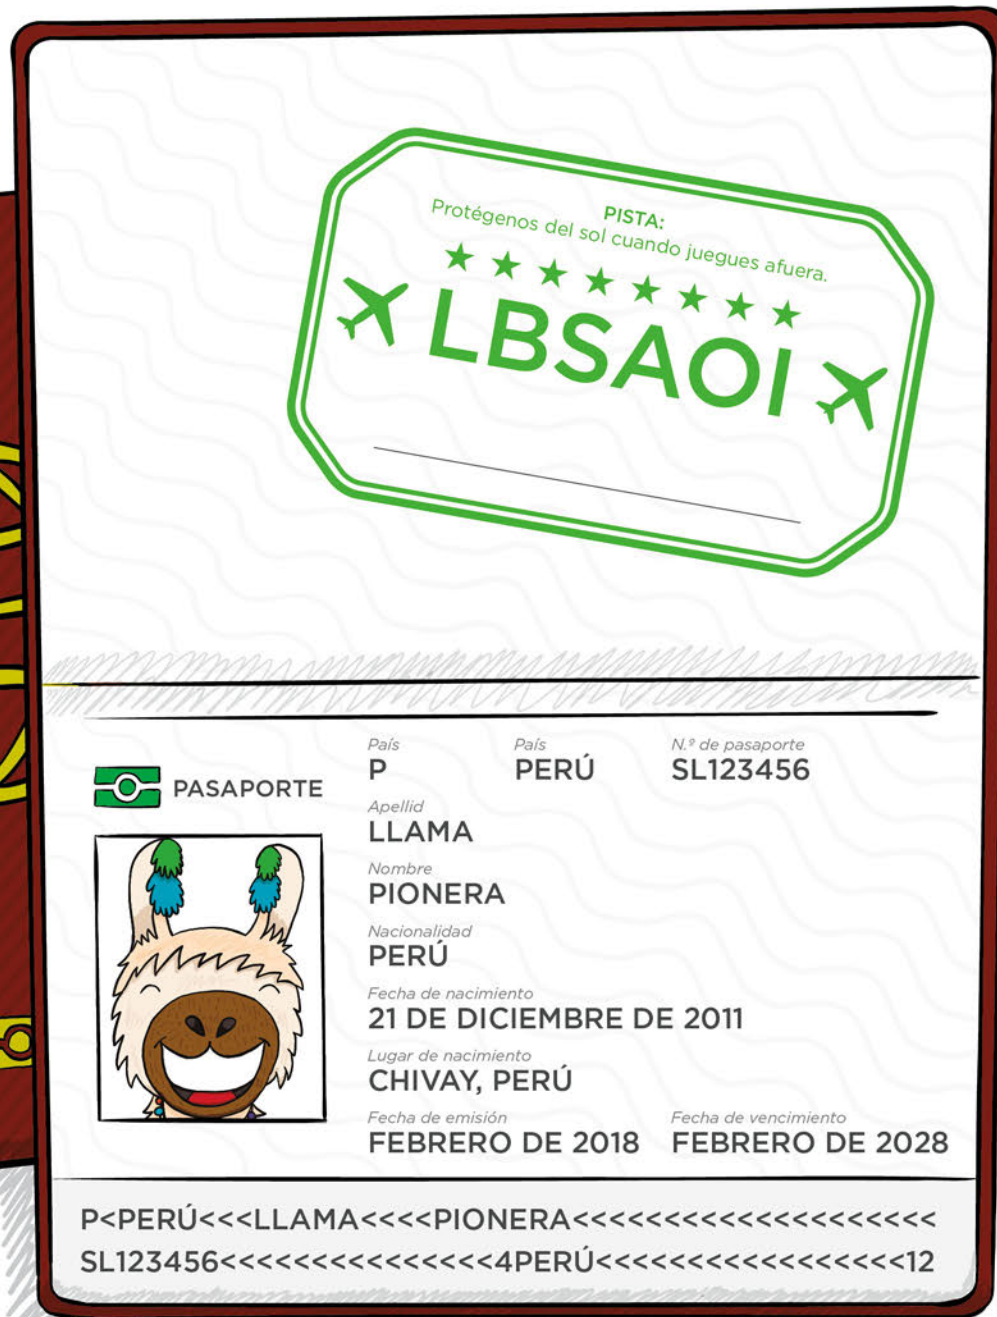 PISTA:
Protégenos del sol cuando juegues afuera.
LBSAOI
PASAPORTE
País País N.º de pasaporte
P PERÚ SL123456
Apellid
LLAMA
Nombre
PIONERA
Nacionalidad
PERÚ
Fecha de nacimiento
21 DE DICIEMBRE DE 2011
Lugar de nacimiento
CHIVAY, PERÚ
Fecha de emisión Fecha de vencimiento
FEBRERO DE 2018 FEBRERO DE 2028
P<PERÚ<<<LLAMA<<<<PIONERA<<<<<<<<<<<<<<<<<<<<
SL123456<<<<<<<<<<<<<<<4PERÚ<<<<<<<<<<<<<<<<<12